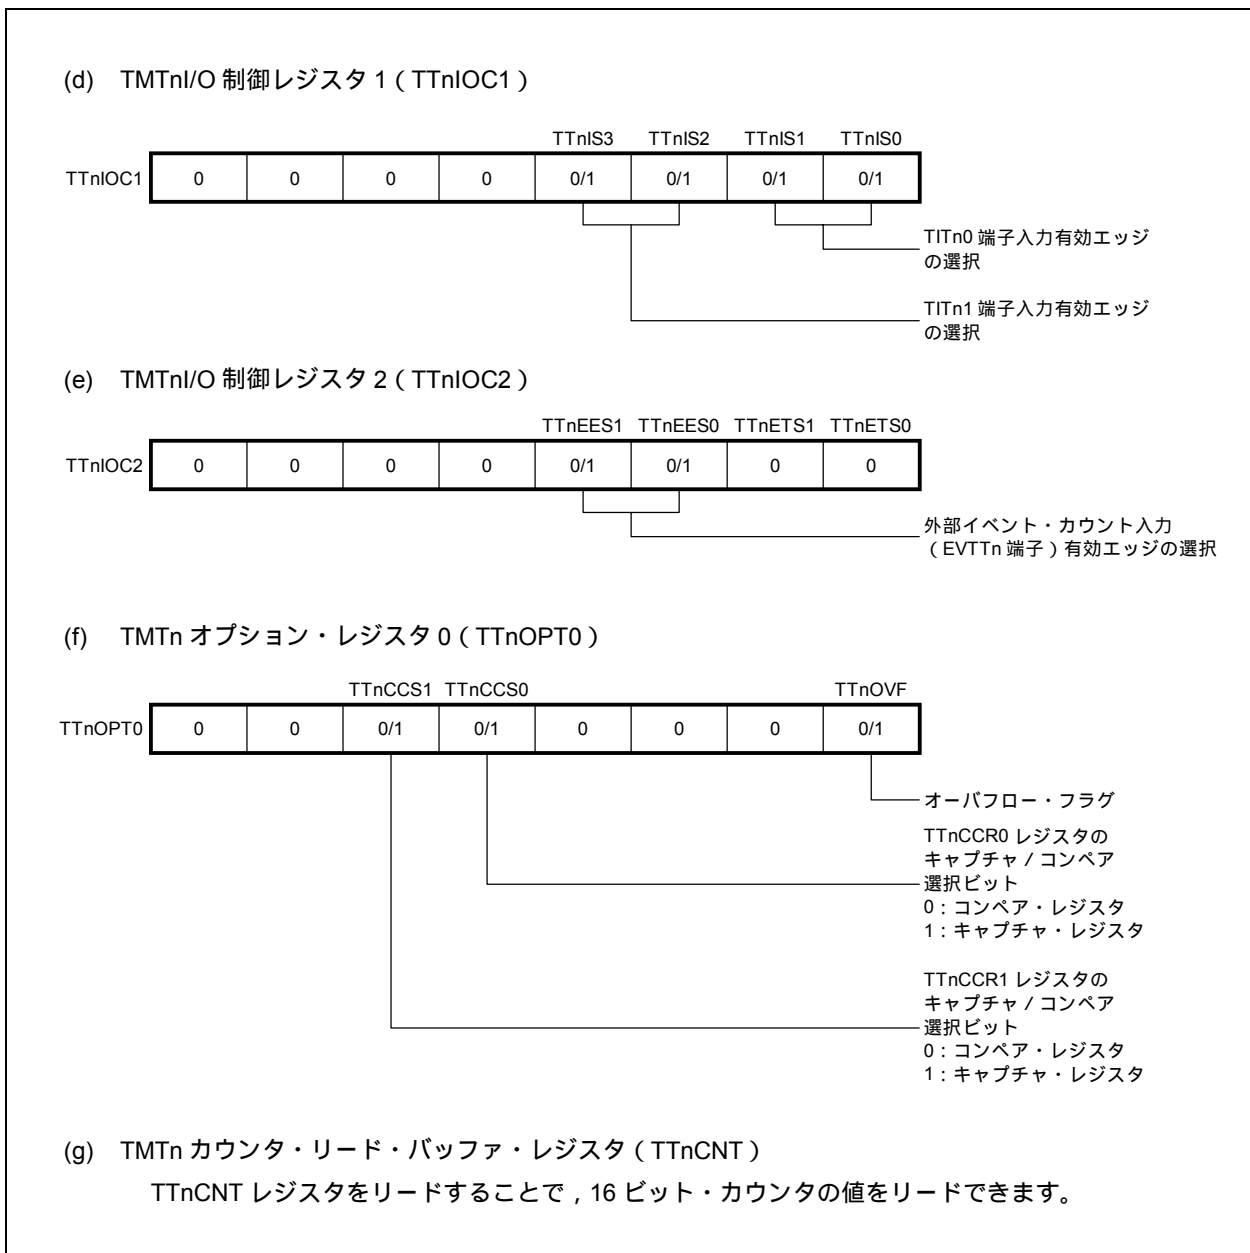 (d) TMTnI/O 制御レジスタ 1（TTnIOC1）
TTnIS3 TTnIS2 TTnIS1 TTnIS0
TTnIOC1 0 0 0 0 0/1 0/1 0/1 0/1
TITn0 端子入力有効エッジ
の選択
TITn1 端子入力有効エッジ
の選択
(e) TMTnI/O 制御レジスタ 2（TTnIOC2）
TTnEES1 TTnEES0 TTnETS1 TTnETS0
TTnIOC2 0 0 0 0 0/1 0/1 0 0
外部イベント・カウント入力
（EVTTn 端子）有効エッジの選択
(f) TMTn オプション・レジスタ 0（TTnOPT0）
TTnCCS1 TTnCCS0 TTnOVF
TTnOPT0 0 0 0/1 0/1 0 0 0 0/1
オーバフロー・フラグ
TTnCCR0 レジスタの
キャプチャ／コンペア
選択ビット
0：コンペア・レジスタ
1：キャプチャ・レジスタ
TTnCCR1 レジスタの
キャプチャ／コンペア
選択ビット
0：コンペア・レジスタ
1：キャプチャ・レジスタ
(g) TMTn カウンタ・リード・バッファ・レジスタ（TTnCNT）
TTnCNT レジスタをリードすることで，16 ビット・カウンタの値をリードできます。